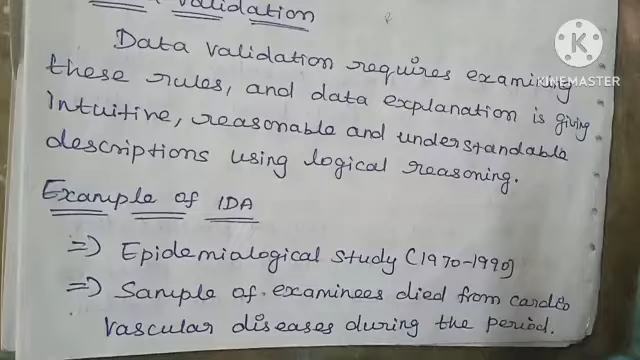 Data validation
Data validation requires examining
these rules, and data explanation is giving
Intuitive, reasonable and understandable
descriptions using logical reasoning.
Example of IDA
=) Epidemialogical study (1970-1990)
=) Sample of examinees died from cardio
vascular diseases during the period.
K
KINEMASTER